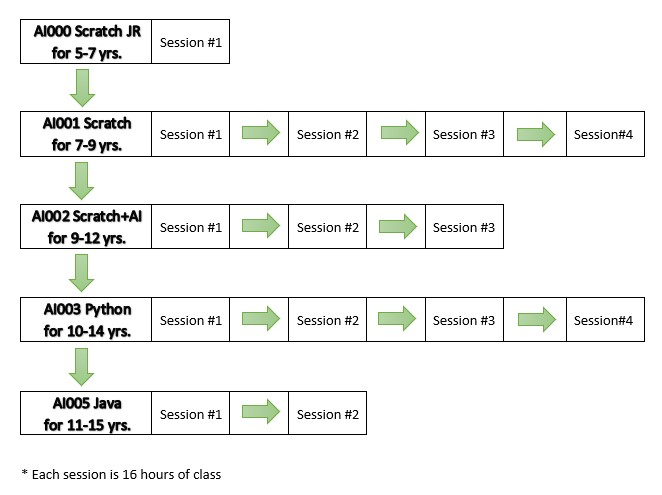 AI000 Scratch JR
for 5-7 yrs.
Session #1
AI001 Scratch
for 7-9 yrs.
Session #1
Session #2
Session #3
Session#4
AI002 Scratch+AI
for 9-12 yrs.
Session #1
Session #2
Session #3
AI003 Python
for 10-14 yrs.
Session #1
Session #2
Session #3
Session#4
AI005 Java
for 11-15 yrs.
Session #1
Session #2
* Each session is 16 hours of class